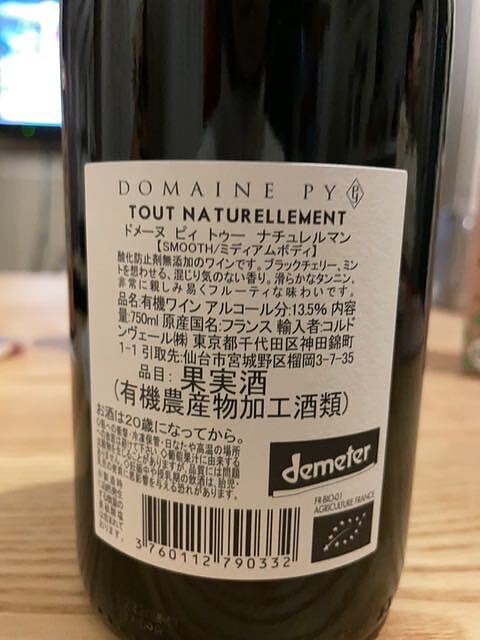 DOMAINE PY
TOUT NATURELLEMENT
ドメーヌ ピィ トゥー ナチュレルマン
【SMOOTH/ミディアムボディ】
酸化防止剤無添加のワインです。ブラックチェリー、ミン
トを想わせる、混じり気のない香り。滑らかなタンニン、
非常に親しみ易くフルーティな味わいです。
品名:有機ワイン アルコール分:13.5% 内容
量:750ml 原産国名:フランス 輸入者:コルド
ンヴェール㈱ 東京都千代田区神田錦町
1-1 引取先:仙台市宮城野区榴岡3-7-35
品目: 果実酒
(有機農産物加工酒類)
お酒は20歳になってから。
demeter
FR-BIO-01
AGRICULTURE FRANCE
3 760112 790332